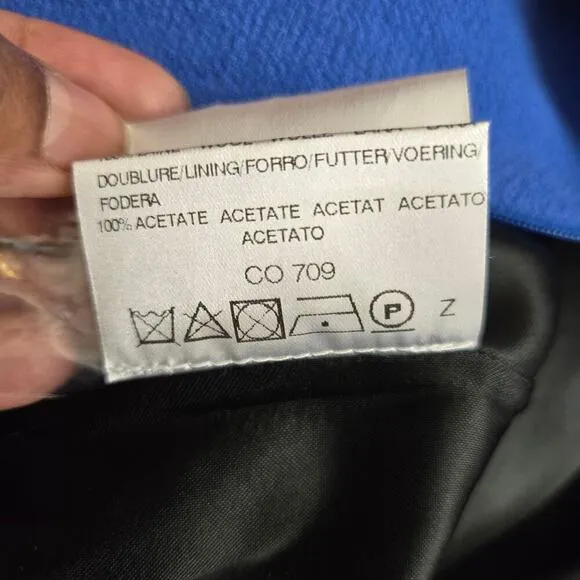 DOUBLURE/LINING/FORRO/FUTTER/VOERING/
FODERA
100% ACETATE ACETATE ACETAT ACETATO
ACETATO
CO 709
P Z